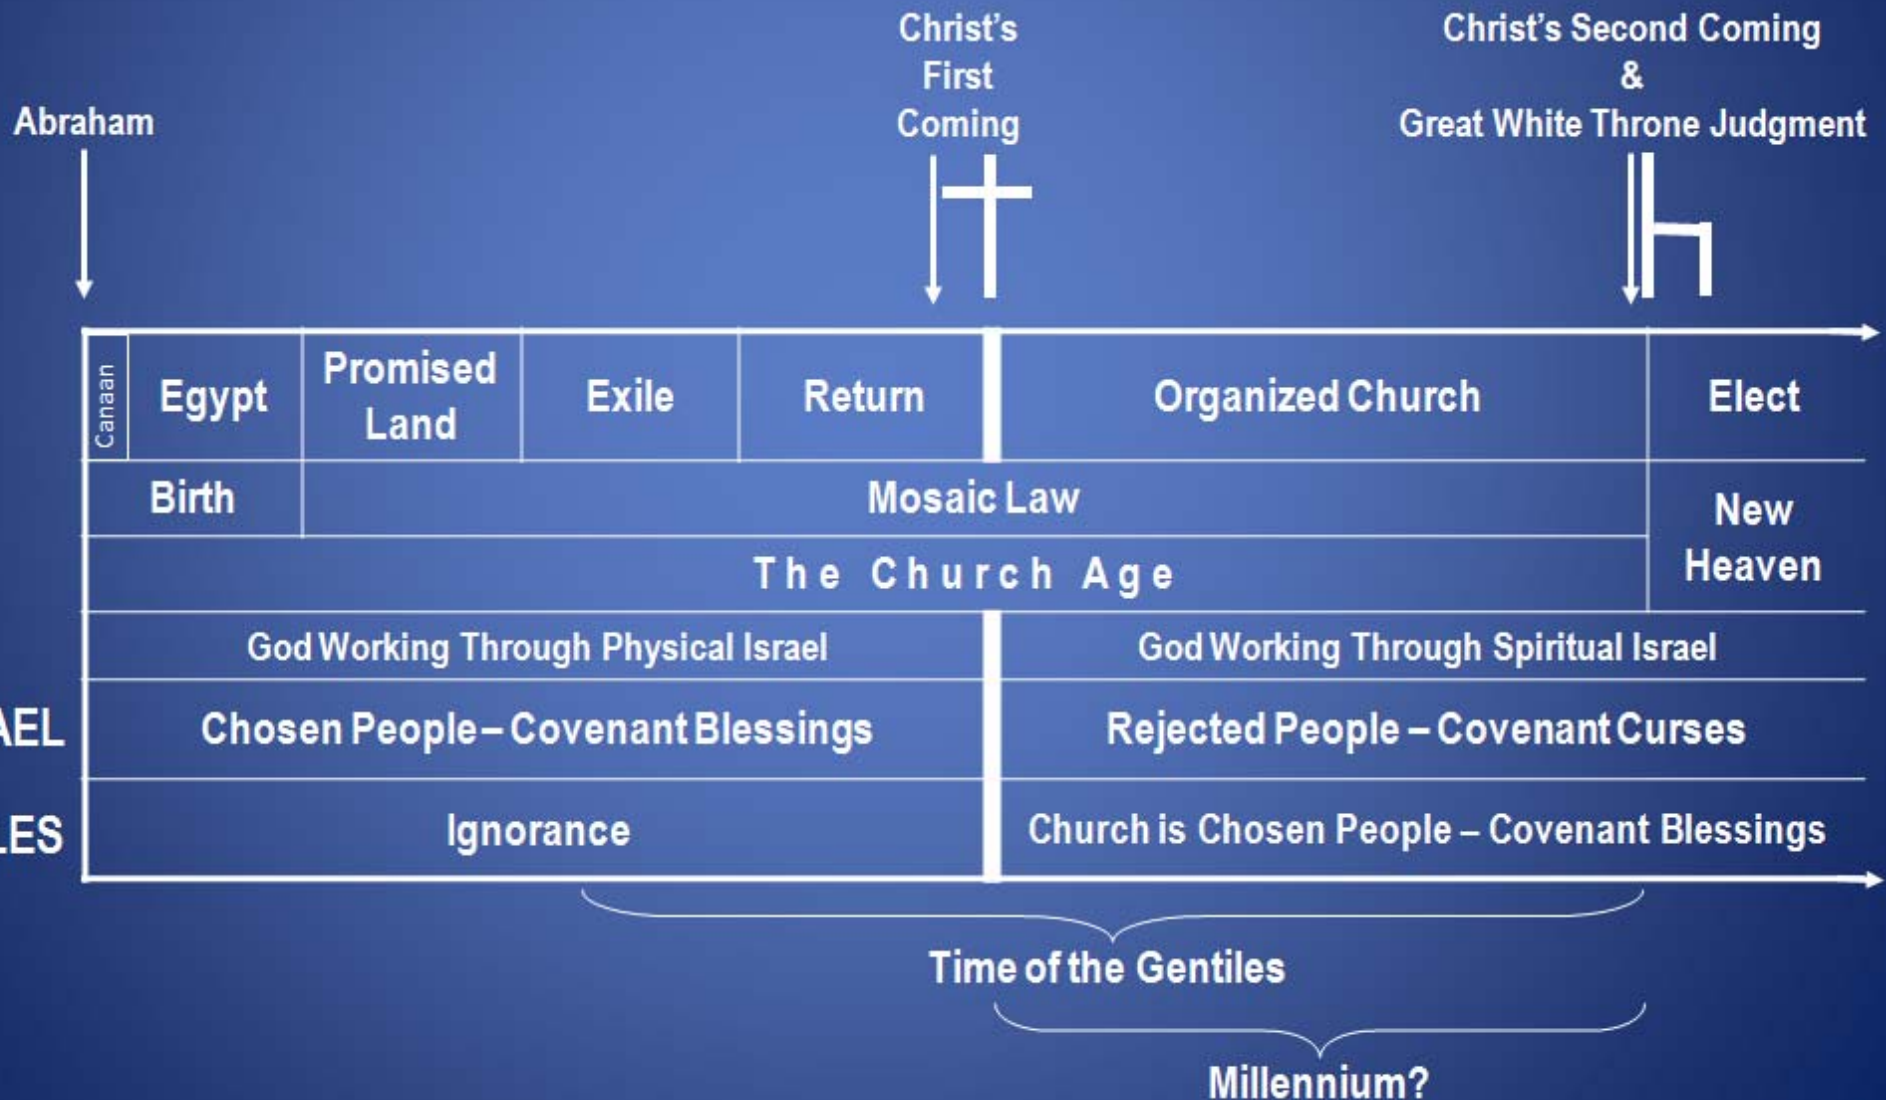 Christ's
First
Coming
Christ's Second Coming
&
Great White Throne Judgment
Abraham
Canaan
Egypt
Promised
Land
Exile
Return
Organized Church
Elect
Birth
Mosaic Law
New
Heaven
The Church Age
God Working Through Physical Israel
God Working Through Spiritual Israel
AEL
Chosen People – Covenant Blessings
Rejected People – Covenant Curses
LES
Ignorance
Church is Chosen People – Covenant Blessings
Time of the Gentiles
Millennium?